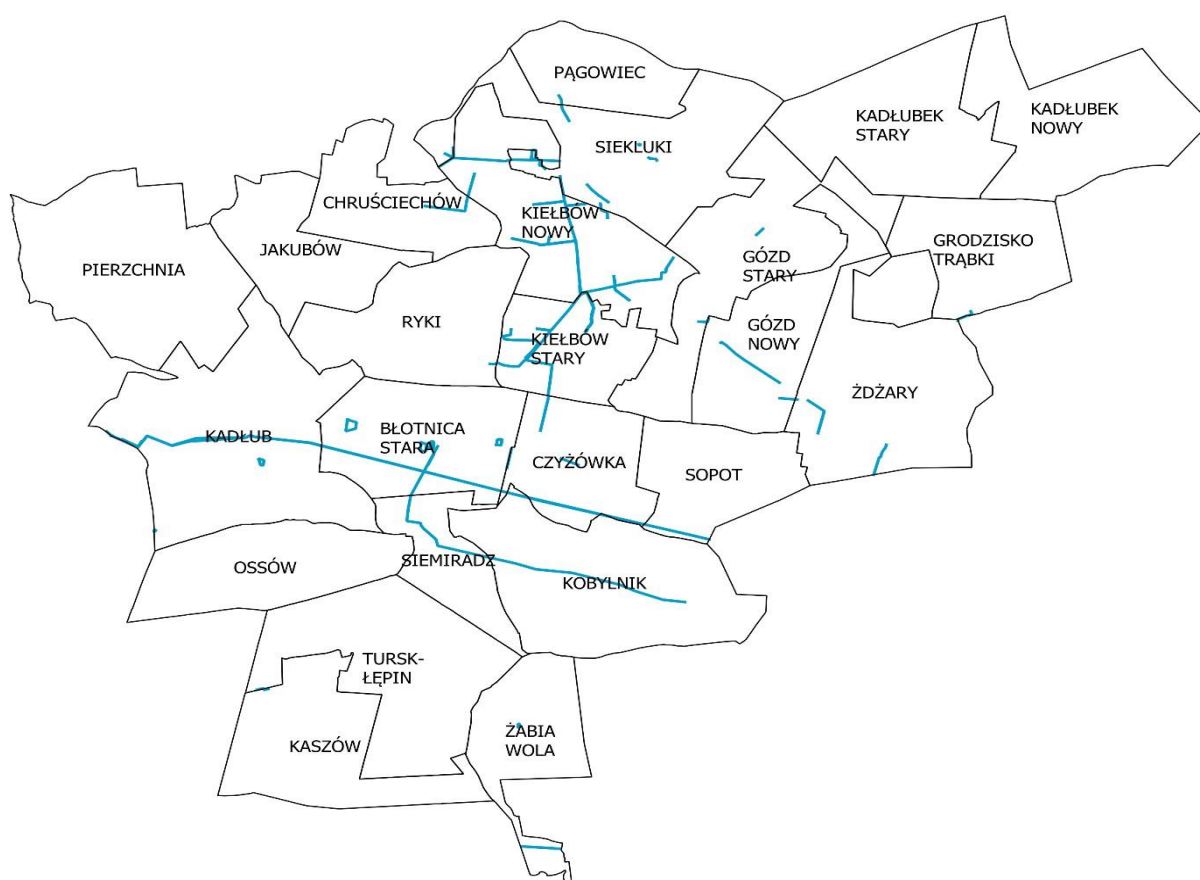 PĄGOWIEC
SIEKLUKI
KADŁUBEK
STARY
KADŁUBEK
NOWY
CHRUŚCIECHÓW
KIEŁBÓW
NOWY
JAKUBÓW
PIERZCHNIA
GÓZD
STARY
GRODZISKO
TRĄBKI
RYKI
KIEŁBÓW
STARY
GÓZD
NOWY
ŻDŻARY
KADŁUB
BŁOTNICA
STARA
CZYŻÓWKA
SOPOT
OSSÓW
SIEMIRADZ
KOBYLNIK
TURSK-
ŁĘPIN
KASZÓW
ŻABIA
WOLA